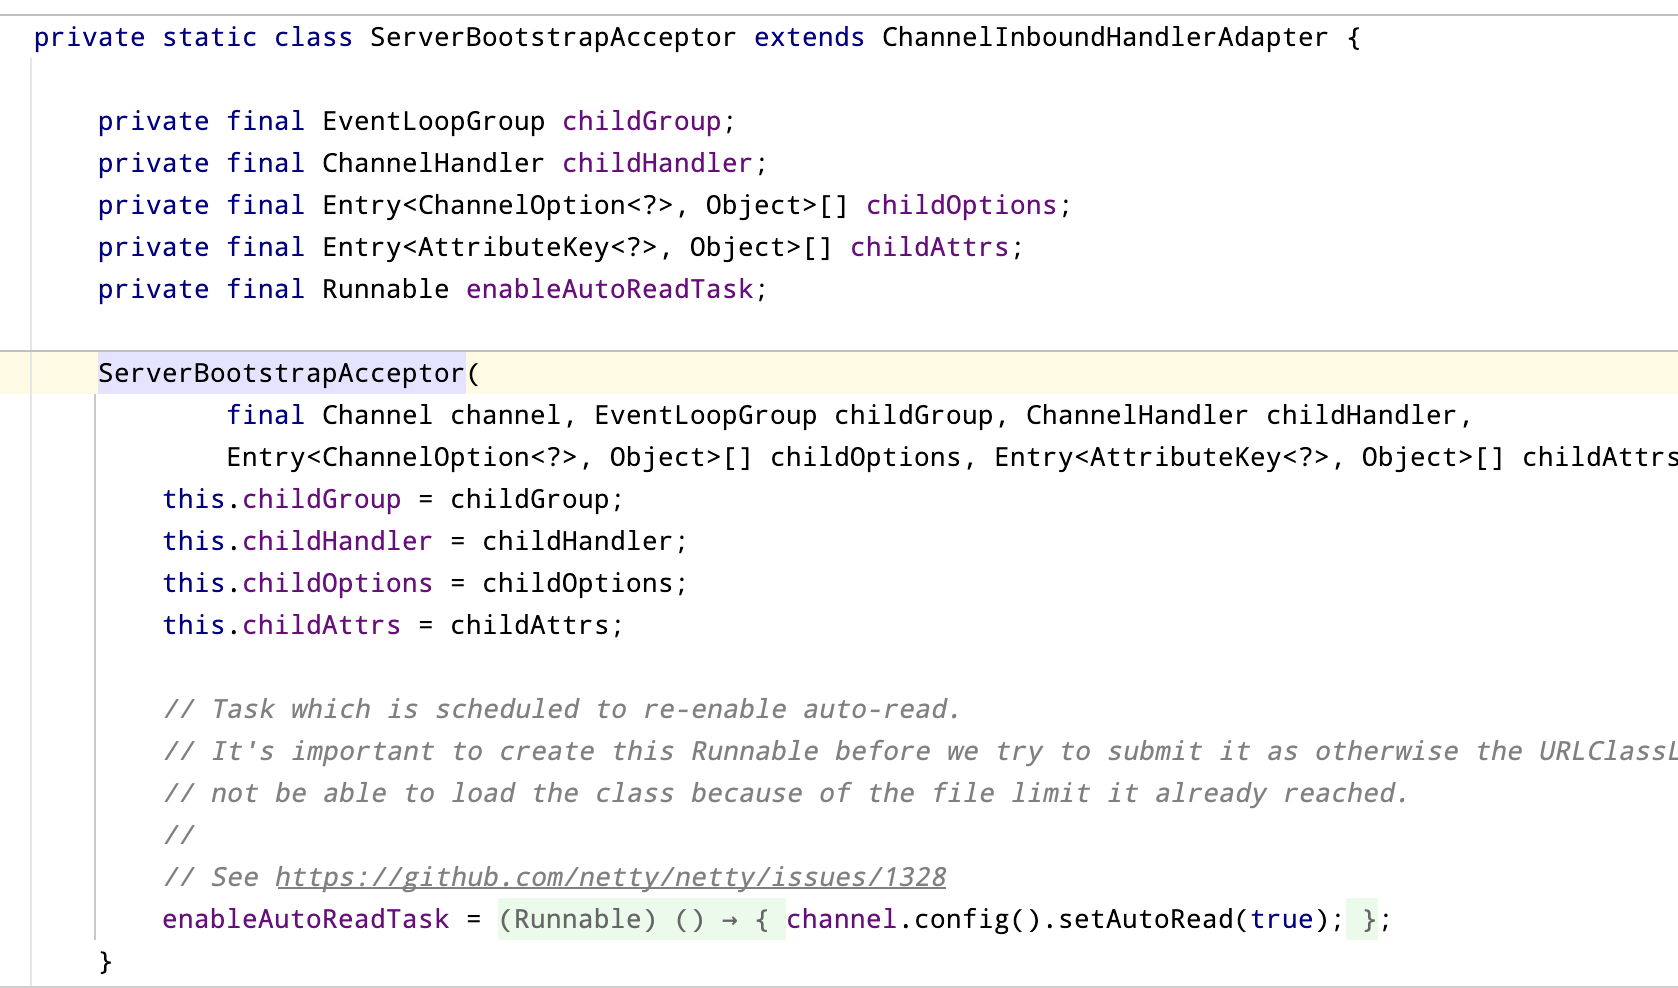 private static class ServerBootstrapAcceptor extends ChannelInboundHandlerAdapter {
private final EventLoopGroup childGroup;
private final ChannelHandler childHandler;
private final Entry<ChannelOption<?>, Object>[] childOptions;
private final Entry<AttributeKey<?>, Object>[] childAttrs;
private final Runnable enableAutoReadTask;
ServerBootstrapAcceptor(
final Channel channel, EventLoopGroup childGroup, ChannelHandler childHandler,
Entry<ChannelOption<?>, Object>[] childOptions, Entry<AttributeKey<?>, Object>[] childAttrs
this.childGroup = childGroup;
this.childHandler = childHandler;
this.childOptions = childOptions;
this.childAttrs = childAttrs;
// Task which is scheduled to re-enable auto-read.
// It's important to create this Runnable before we try to submit it as otherwise the URLClassL
// not be able to load the class because of the file limit it already reached.
//
// See https://github.com/netty/netty/issues/1328
enableAutoReadTask = (Runnable) () → { channel.config().setAutoRead(true); };
}